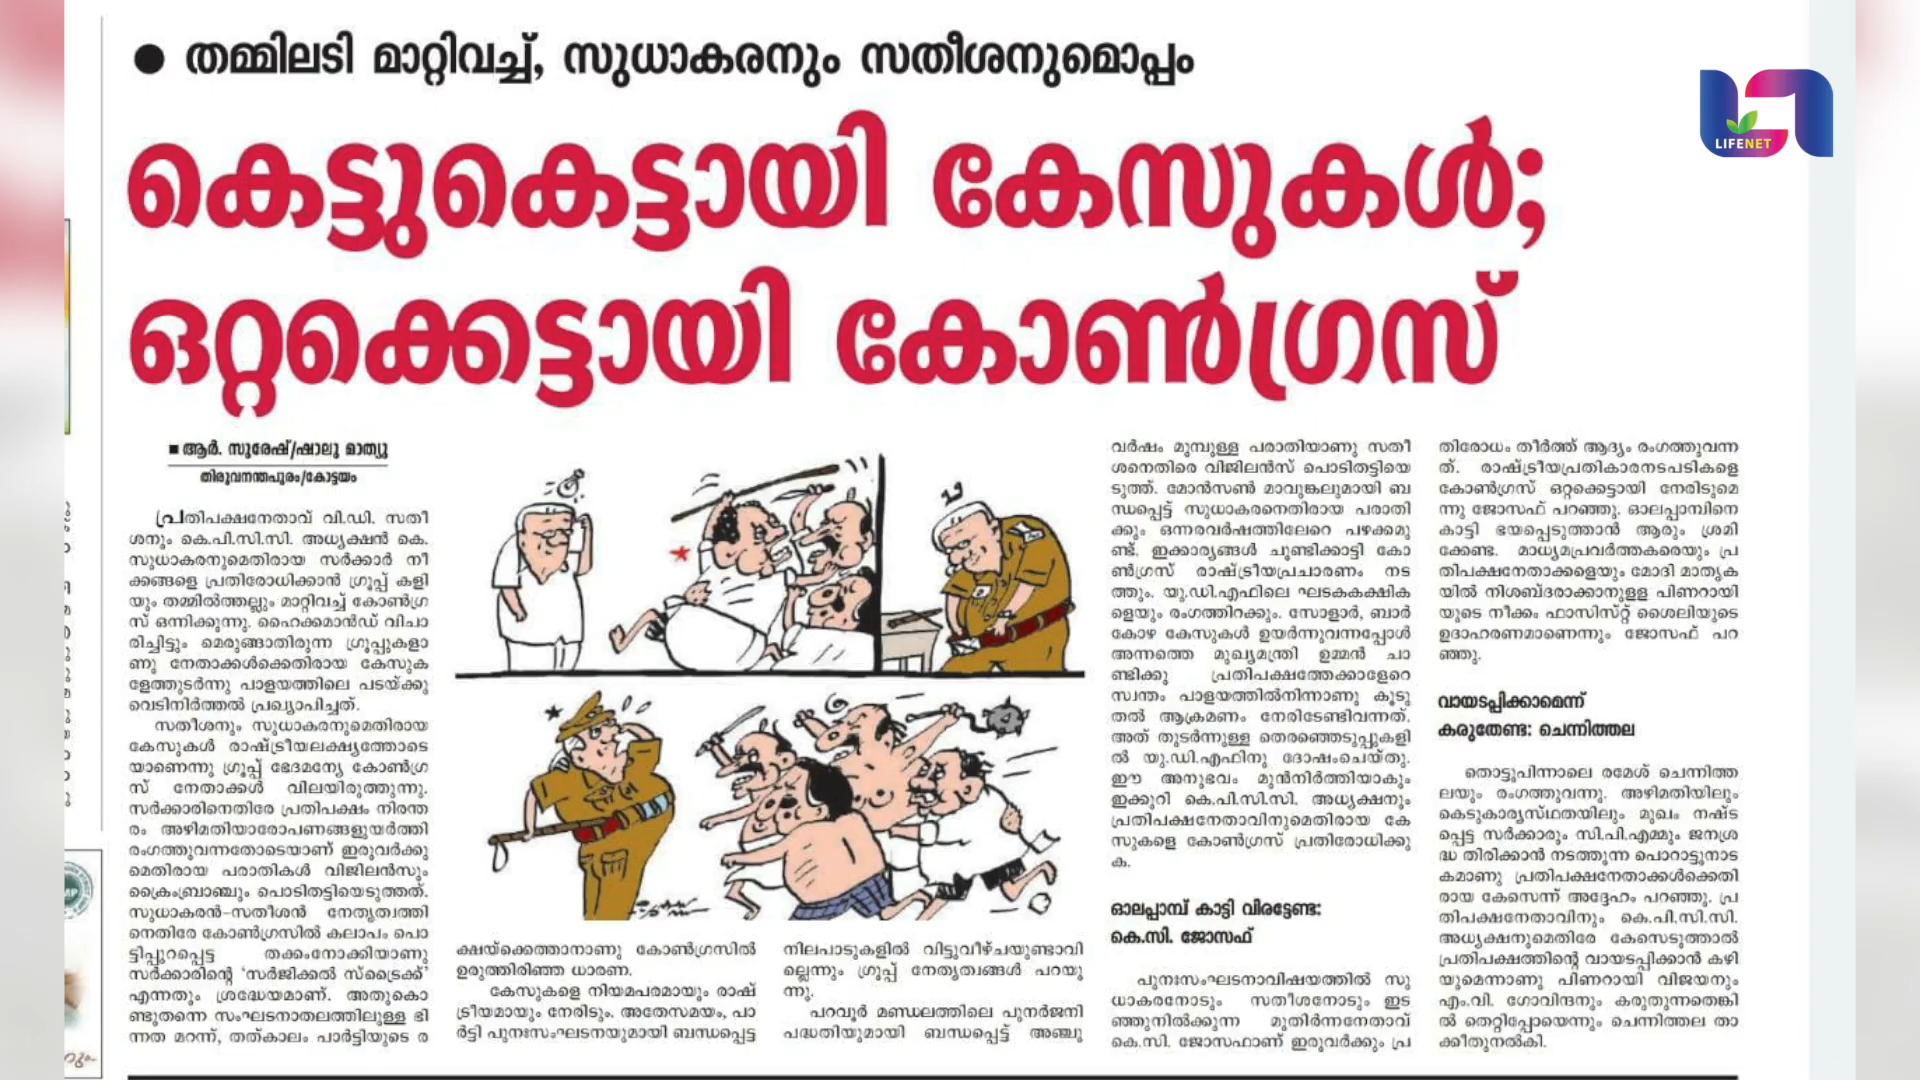 ● തമ്മിലടി മാറ്റിവച്ച്, സുധാകരനും സതീശനുമൊപ്പം
കെട്ടുകെട്ടായി കേസുകൾ;
ഒറ്റക്കെട്ടായി കോൺഗ്രസ്
LIFENET
■ ആർ. സുരേഷ്/ഷാലു മാത്യു
തിരുവനന്തപുരം/കോട്ടയം
പ്രതിപക്ഷനേതാവ് വി.ഡി. സതീ
ശനും കെ.പി.സി.സി. അധ്യക്ഷൻ കെ.
സുധാകരനുമെതിരായ സർക്കാർ നീ
ക്കങ്ങളെ പ്രതിരോധിക്കാൻ ഗ്രൂപ്പ് കളി
യും തമ്മിൽത്തല്ലും മാറ്റിവച്ച് കോൺഗ്ര
സ് ഒന്നിക്കുന്നു. ഹൈക്കമാൻഡ് വിചാ
രിച്ചിട്ടും മെരുങ്ങാതിരുന്ന ഗ്രൂപ്പുകളാ
ണു നേതാക്കൾക്കെതിരായ കേസുക
ളേത്തുടർന്നു പാളയത്തിലെ പടയ്ക്കു
വെടിനിർത്തൽ പ്രഖ്യാപിച്ചത്.
സതീശനും സുധാകരനുമെതിരായ
കേസുകൾ രാഷ്ട്രീയലക്ഷ്യത്തോടെ
യാണെന്നു ഗ്രൂപ്പ് ഭേദമന്യേ കോൺഗ്ര
സ് നേതാക്കൾ വിലയിരുത്തുന്നു.
സർക്കാരിനെതിരേ പ്രതിപക്ഷം നിരന്ത
രം അഴിമതിയാരോപണങ്ങളുയർത്തി
രംഗത്തുവന്നതോടെയാണ് ഇരുവർക്കു
മെതിരായ പരാതികൾ വിജിലൻസും
ക്രൈംബ്രാഞ്ചും പൊടിതട്ടിയെടുത്തത്.
സുധാകരൻ-സതീശൻ നേതൃത്വത്തി
നെതിരേ കോൺഗ്രസിൽ കലാപം പൊ
ട്ടിപ്പുറപ്പെട്ട തക്കംനോക്കിയാണു
സർക്കാരിന്റെ 'സർജിക്കൽ സ്ട്രൈക്ക്'
എന്നതും ശ്രദ്ധേയമാണ്. അതുകൊ
ണ്ടുതന്നെ സംഘടനാതലത്തിലുള്ള ഭി
ന്നത മറന്ന്, തത്കാലം പാർട്ടിയുടെ ര
ക്ഷയ്ക്കെത്താനാണു കോൺഗ്രസിൽ
ഉരുത്തിരിഞ്ഞ ധാരണ.
കേസുകളെ നിയമപരമായും രാഷ്
ട്രീയമായും നേരിടും. അതേസമയം, പാ
ർട്ടി പുനഃസംഘടനയുമായി ബന്ധപ്പെട്ട
നിലപാടുകളിൽ വിട്ടുവീഴ്ചയുണ്ടാവി
ല്ലെന്നും ഗ്രൂപ്പ് നേതൃത്വങ്ങൾ പറയു
ന്നു.
പറവൂർ മണ്ഡലത്തിലെ പുനർജനി
പദ്ധതിയുമായി ബന്ധപ്പെട്ട് അഞ്ചു
വർഷം മുമ്പുള്ള പരാതിയാണു സതീ
ശനെതിരെ വിജിലൻസ് പൊടിതട്ടിയെ
ടുത്ത്. മോൻസൺ മാവുങ്കലുമായി ബ
ന്ധപ്പെട്ട് സുധാകരനെതിരായ പരാതി
ക്കും ഒന്നരവർഷത്തിലേറെ പഴക്കമു
ണ്ട്. ഇക്കാര്യങ്ങൾ ചൂണ്ടിക്കാട്ടി കോ
ൺഗ്രസ് രാഷ്ട്രീയപ്രചാരണം നട
ത്തും. യു.ഡി.എഫിലെ ഘടകകക്ഷിക
ളെയും രംഗത്തിറക്കും. സോളാർ, ബാർ
കോഴ കേസുകൾ ഉയർന്നുവന്നപ്പോൾ
അന്നത്തെ മുഖ്യമന്ത്രി ഉമ്മൻ ചാ
ണ്ടിക്കു പ്രതിപക്ഷത്തേക്കാളേറെ
സ്വന്തം പാളയത്തിൽനിന്നാണു കൂടു
തൽ ആക്രമണം നേരിടേണ്ടിവന്നത്.
അത് തുടർന്നുള്ള തെരഞ്ഞെടുപ്പുകളി
ൽ യു.ഡി.എഫിനു ദോഷംചെയ്തു.
ഈ അനുഭവം മുൻനിർത്തിയാകും
ഇക്കുറി കെ.പി.സി.സി. അധ്യക്ഷനും
പ്രതിപക്ഷനേതാവിനുമെതിരായ കേ
സുകളെ കോൺഗ്രസ് പ്രതിരോധിക്കു
ക.
ഓലപ്പാമ്പ് കാട്ടി വിരട്ടേണ്ട:
കെ.സി. ജോസഫ്
പുനഃസംഘടനാവിഷയത്തിൽ സു
ധാകരനോടും സതീശനോടും ഇട
ഞ്ഞുനിൽക്കുന്ന മുതിർന്നനേതാവ്
കെ.സി. ജോസഫാണ് ഇരുവർക്കും പ്ര
തിരോധം തീർത്ത് ആദ്യം രംഗത്തുവന്ന
ത്. രാഷ്ട്രീയപ്രതികാരനടപടികളെ
കോൺഗ്രസ് ഒറ്റക്കെട്ടായി നേരിടുമെ
ന്നു ജോസഫ് പറഞ്ഞു. ഓലപ്പാമ്പിനെ
കാട്ടി ഭയപ്പെടുത്താൻ ആരും ശ്രമി
ക്കേണ്ട. മാധ്യമപ്രവർത്തകരെയും പ്ര
തിപക്ഷനേതാക്കളെയും മോദി മാതൃക
യിൽ നിശബ്ദരാക്കാനുള്ള പിണറായി
യുടെ നീക്കം ഫാസിസ്റ്റ് ശൈലിയുടെ
ഉദാഹരണമാണെന്നും ജോസഫ് പറ
ഞ്ഞു.
വായടപ്പിക്കാമെന്ന്
കരുതേണ്ട: ചെന്നിത്തല
തൊട്ടുപിന്നാലെ രമേശ് ചെന്നിത്ത
ലയും രംഗത്തുവന്നു. അഴിമതിയിലും
കെടുകാര്യസ്ഥതയിലും മുഖം നഷ്ട
പ്പെട്ട സർക്കാരും സി.പി.എമ്മും ജനശ്ര
ദ്ധ തിരിക്കാൻ നടത്തുന്ന പൊറാട്ടുനാട
കമാണു പ്രതിപക്ഷനേതാക്കൾക്കെതി
രായ കേസെന്ന് അദ്ദേഹം പറഞ്ഞു. പ്ര
തിപക്ഷനേതാവിനും കെ.പി.സി.സി.
അധ്യക്ഷനുമെതിരേ കേസെടുത്താൽ
പ്രതിപക്ഷത്തിന്റെ വായടപ്പിക്കാൻ കഴി
യുമെന്നാണു പിണറായി വിജയനും
എം.വി. ഗോവിന്ദനും കരുതുന്നതെങ്കി
ൽ തെറ്റിപ്പോയെന്നും ചെന്നിത്തല താ
ക്കീതുനൽകി.